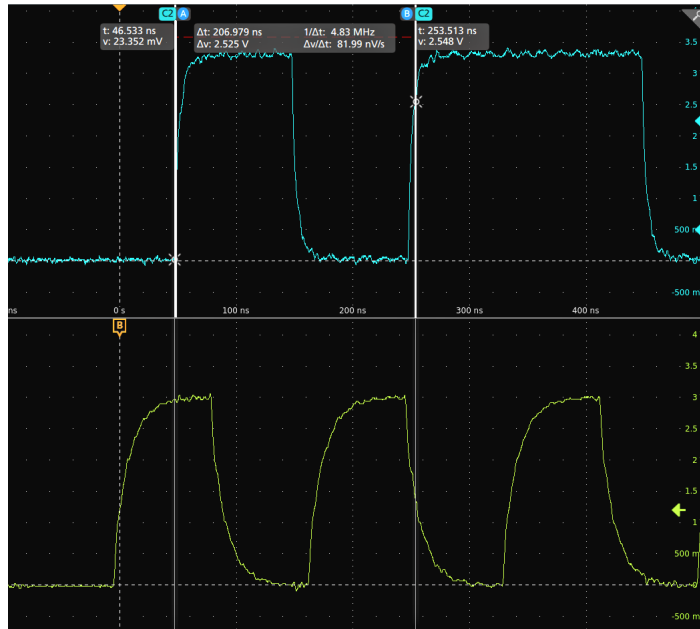 C2 A B C2
t: 46.533 ns
v: 23.352 mV
Δt: 206.979 ns 1/Δt: 4.83 MHz
Δv: 2.525 V Δv/Δt: 81.99 nV/s
t: 253.513 ns
v: 2.548 V
3.5
3
2.5
2
1.5
1
500 m
0
-500 m
ns 0 s 100 ns 200 ns 300 ns 400 ns
B
4
3.5
3
2.5
2
1.5
1
500 m
0
-500 m